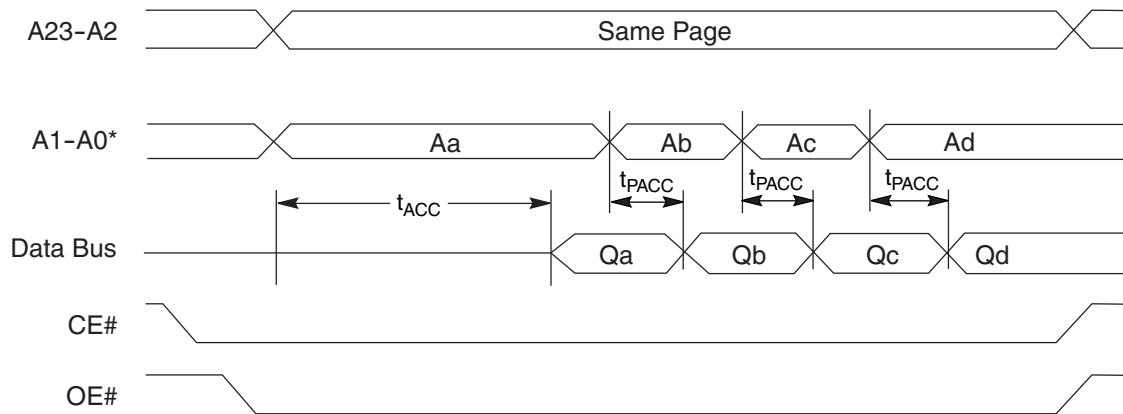 A23–A2
Same Page
A1–A0*
Aa
Ab
Ac
Ad
tACC
tPACC
tPACC
tPACC
Data Bus
Qa
Qb
Qc
Qd
CE#
OE#